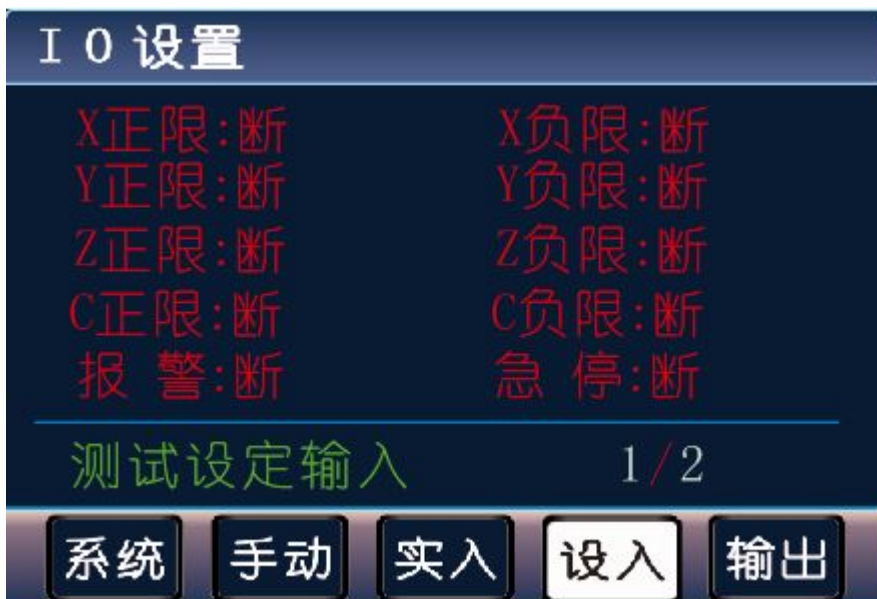 IO设置
X正限:断 X负限:断
Y正限:断 Y负限:断
Z正限:断 Z负限:断
C正限:断 C负限:断
报 警:断 急 停:断
测试设定输入 1/2
系统 手动 实入 设入 输出